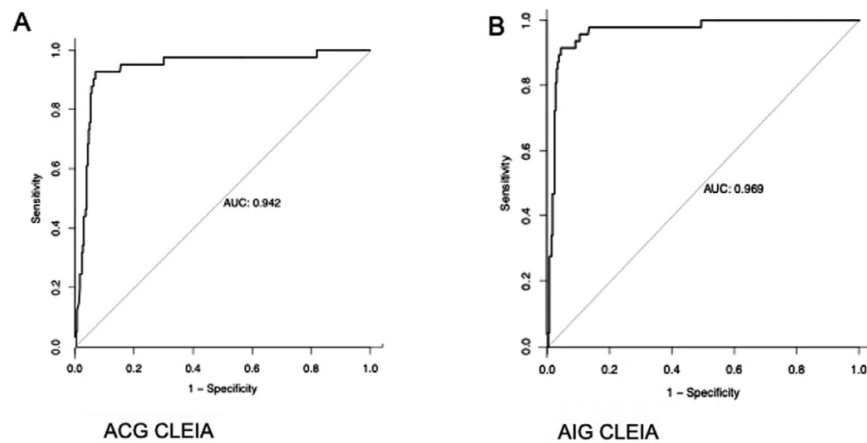 A
1.0
0.8
0.6
0.4
0.2
0.0
Sensitivity
AUC: 0.942
0.0 0.2 0.4 0.6 0.8 1.0
1 – Specificity
ACG CLEIA
B
1.0
0.8
0.6
0.4
0.2
0.0
Sensitivity
AUC: 0.969
0.0 0.2 0.4 0.6 0.8 1.0
1 – Specificity
AIG CLEIA